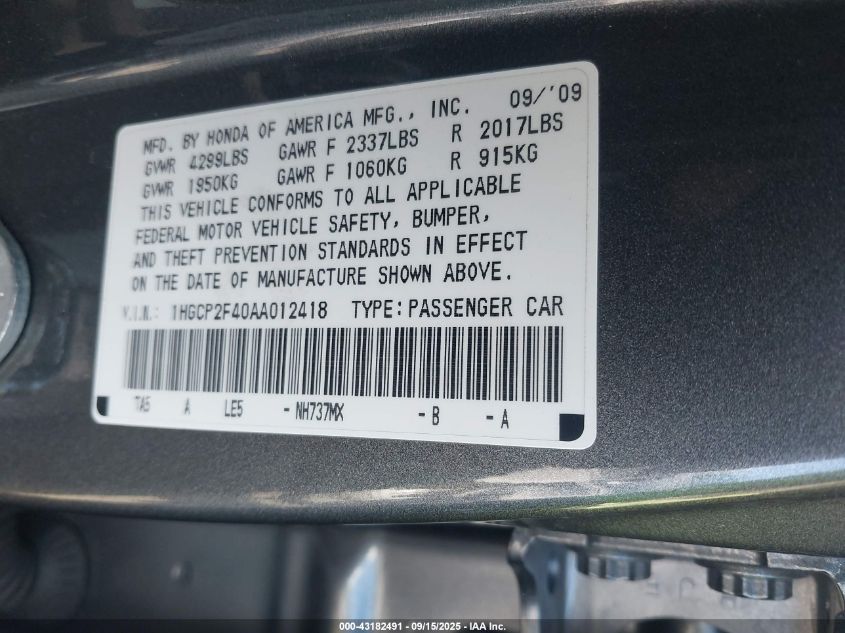 MFD. BY HONDA OF AMERICA MFG., INC. 09/'09
GVWR 4299LBS GAWR F 2337LBS R 2017LBS
GVWR 1950KG GAWR F 1060KG R 915KG
THIS VEHICLE CONFORMS TO ALL APPLICABLE
FEDERAL MOTOR VEHICLE SAFETY, BUMPER,
AND THEFT PREVENTION STANDARDS IN EFFECT
ON THE DATE OF MANUFACTURE SHOWN ABOVE.
V.I.N.: 1HGCP2F40AA012418 TYPE:PASSENGER CAR
TA5 A LE5 - NH737MX - B - A
000-43182491 - 09/15/2025 - IAA Inc.